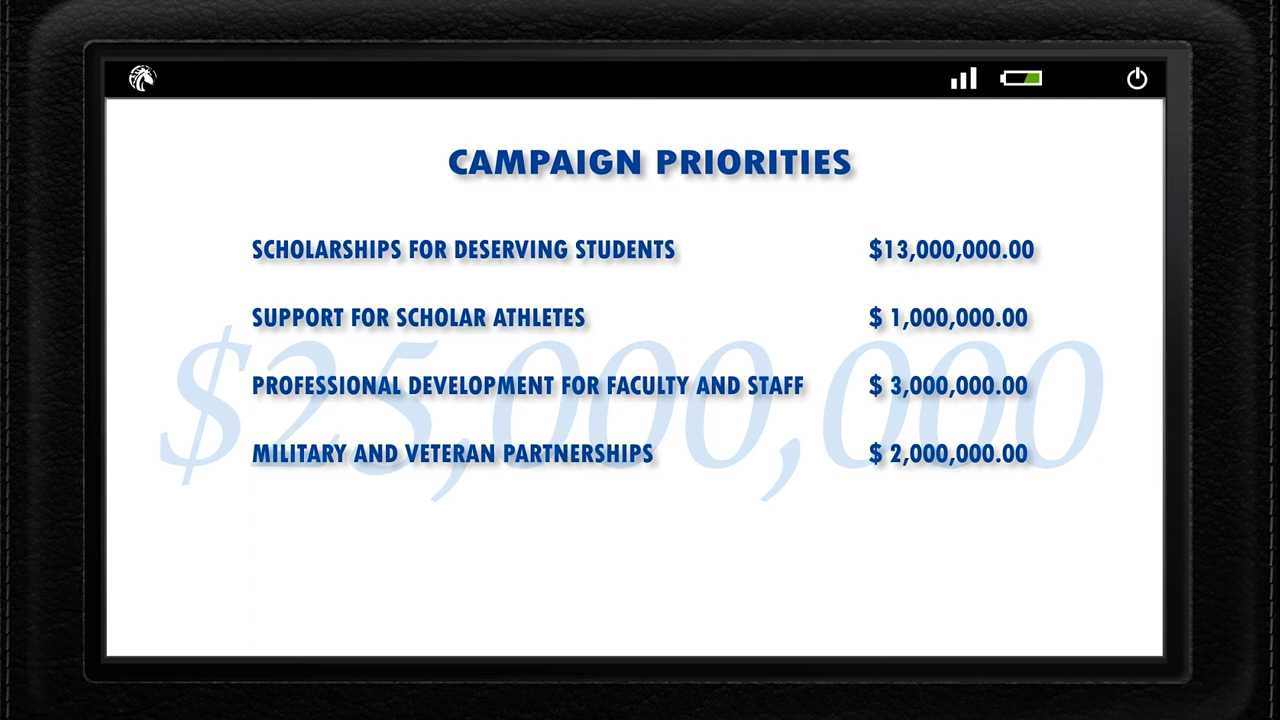 CAMPAIGN PRIORITIES
SCHOLARSHIPS FOR DESERVING STUDENTS $13,000,000.00
SUPPORT FOR SCHOLAR ATHLETES $ 1,000,000.00
$25,000,000
PROFESSIONAL DEVELOPMENT FOR FACULTY AND STAFF $ 3,000,000.00
MILITARY AND VETERAN PARTNERSHIPS $ 2,000,000.00